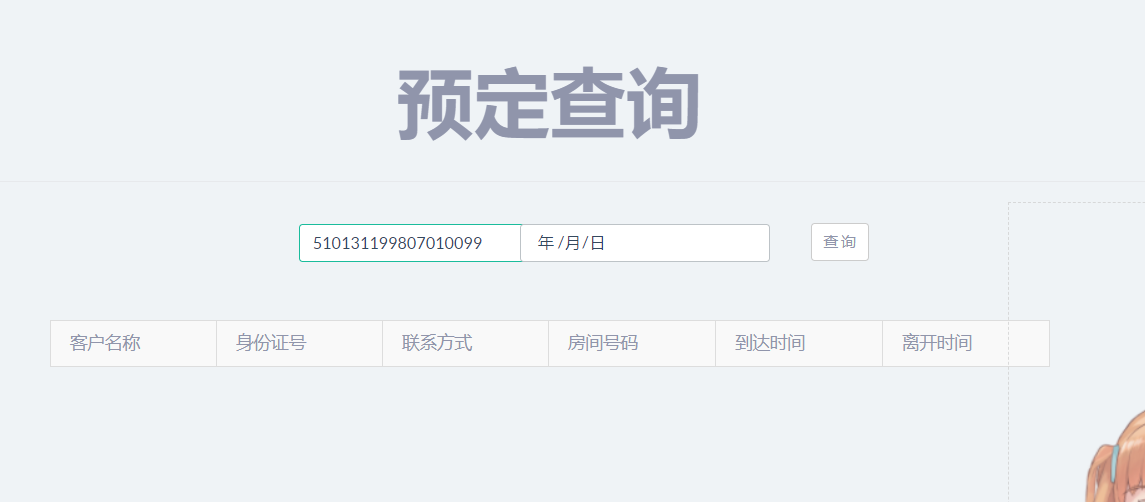 预定查询
510131199807010099 年 /月/日 查询
客户名称 身份证号 联系方式 房间号码 到达时间 离开时间